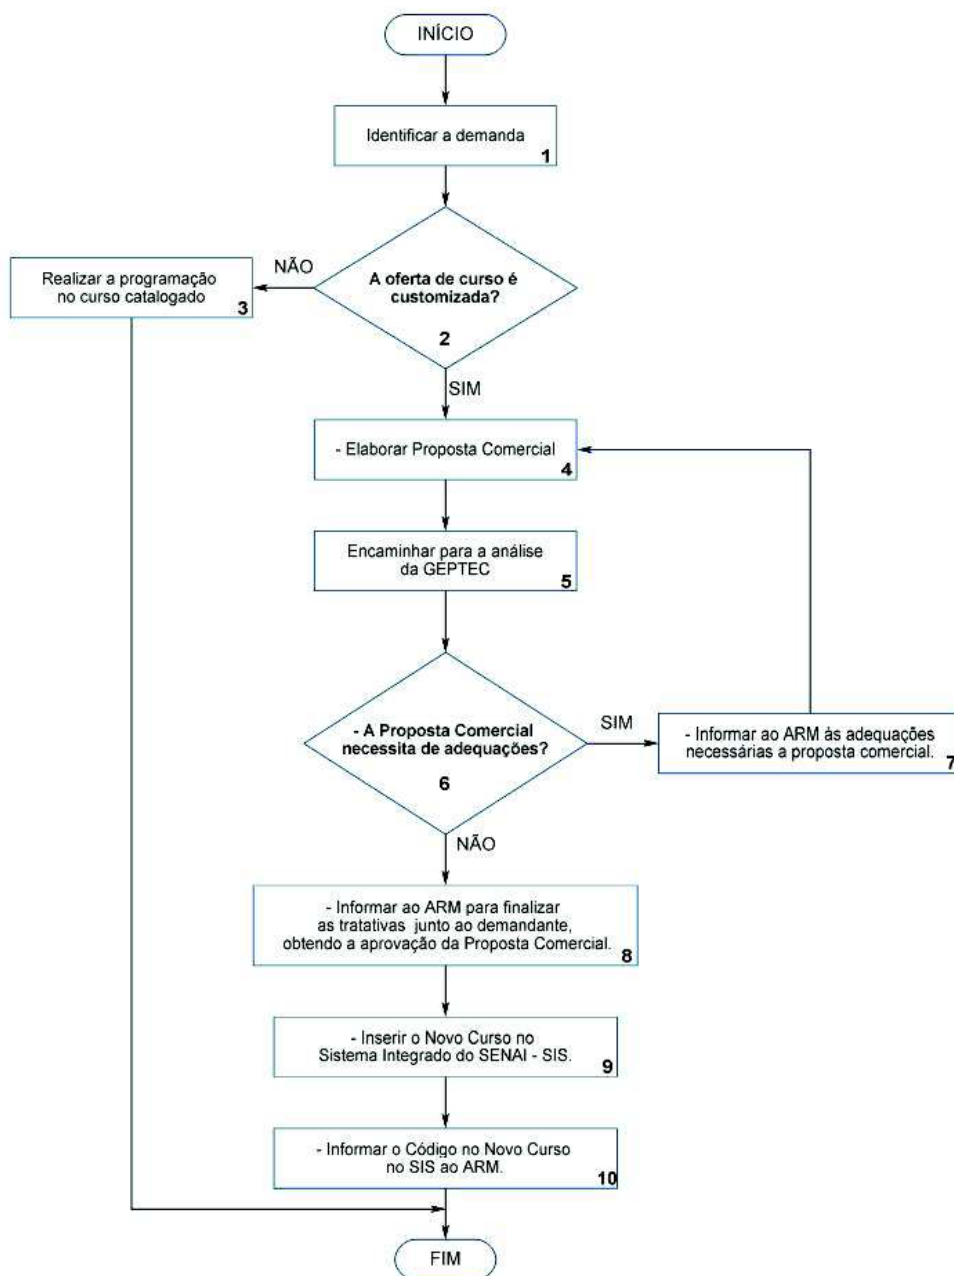 INÍCIO
Identificar a demanda
1
A oferta de curso é
customizada?
2
NÃO
Realizar a programação
no curso catalogado
3
SIM
- Elaborar Proposta Comercial
4
Encaminhar para a análise
da GEPTEC
5
- A Proposta Comercial
necessita de adequações?
6
SIM
- Informar ao ARM às adequações
necessárias a proposta comercial.
7
NÃO
- Informar ao ARM para finalizar
as tratativas junto ao demandante,
obtendo a aprovação da Proposta Comercial.
8
- Inserir o Novo Curso no
Sistema Integrado do SENAI - SIS.
9
- Informar o Código no Novo Curso
no SIS ao ARM.
10
FIM